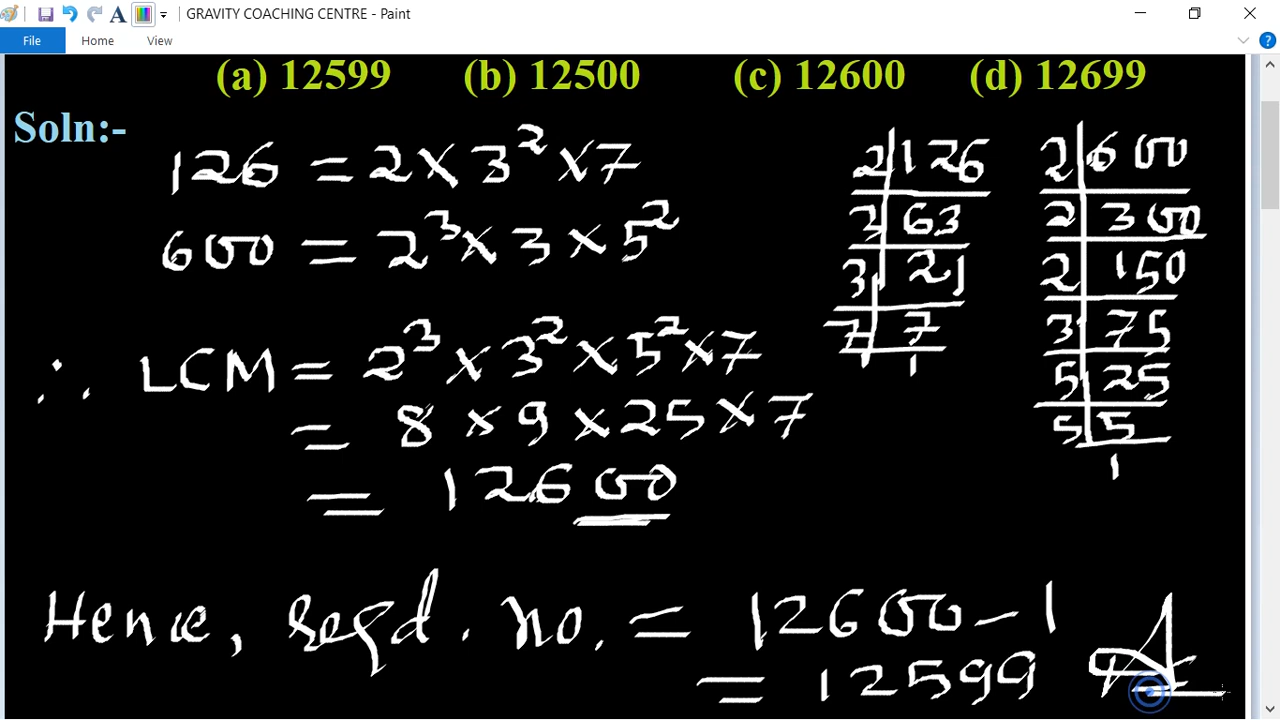 GRAVITY COACHING CENTRE - Paint
File Home View
(a) 12599 (b) 12500 (c) 12600 (d) 12699
Soln:-
126 = 2 × 3² × 7
600 = 2³ × 3 × 5²
∴ LCM = 2³ × 3² × 5² × 7
= 8 × 9 × 25 × 7
= 12600
Hence, reqd. no. = 12600 - 1
= 12599
2 126
3 63
3 21
7 7
1
2 600
2 300
2 150
3 75
5 25
5 5
1